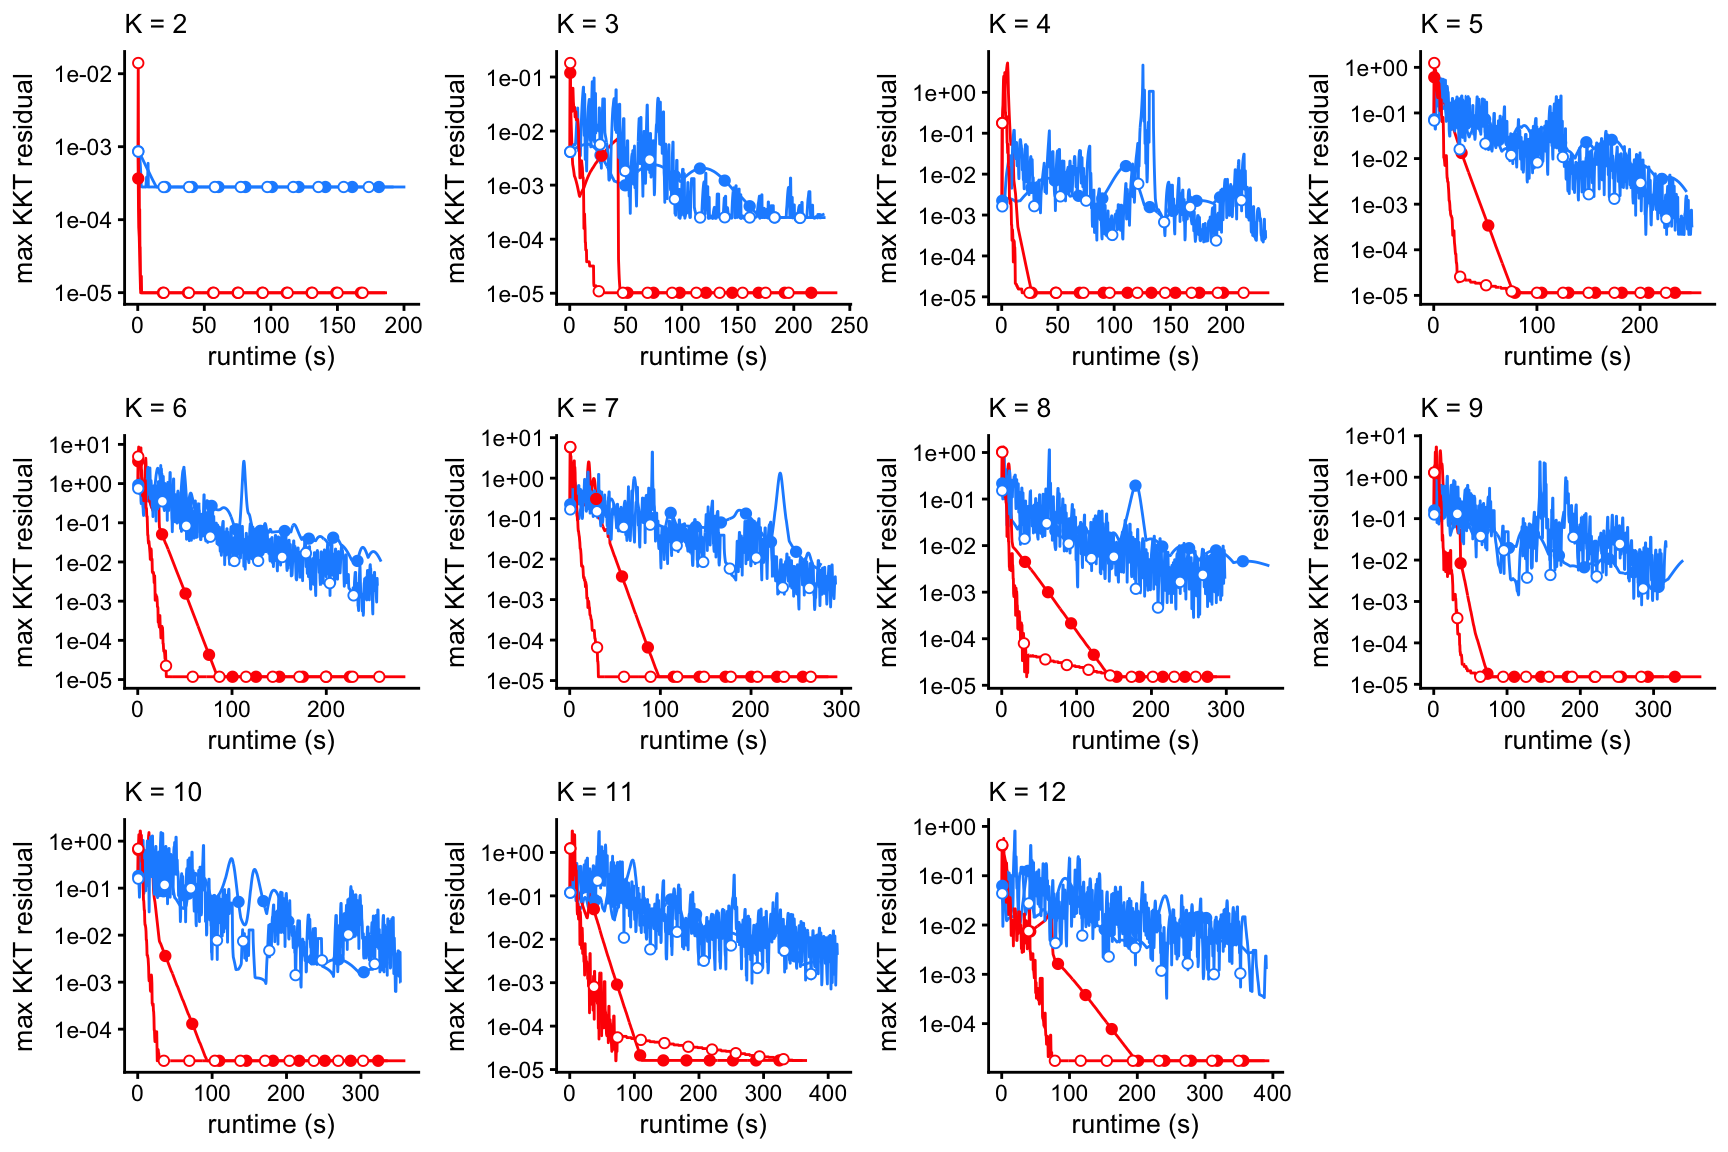 K = 2
max KKT residual
1e-02
1e-03
1e-04
1e-05
0 50 100 150 200
runtime (s)
K = 3
max KKT residual
1e-01
1e-02
1e-03
1e-04
1e-05
0 50 100 150 200 250
runtime (s)
K = 4
max KKT residual
1e+00
1e-01
1e-02
1e-03
1e-04
1e-05
0 50 100 150 200
runtime (s)
K = 5
max KKT residual
1e+00
1e-01
1e-02
1e-03
1e-04
1e-05
0 100 200
runtime (s)
K = 6
max KKT residual
1e+01
1e+00
1e-01
1e-02
1e-03
1e-04
1e-05
0 100 200
runtime (s)
K = 7
max KKT residual
1e+01
1e+00
1e-01
1e-02
1e-03
1e-04
1e-05
0 100 200 300
runtime (s)
K = 8
max KKT residual
1e+00
1e-01
1e-02
1e-03
1e-04
1e-05
0 100 200 300
runtime (s)
K = 9
max KKT residual
1e+01
1e+00
1e-01
1e-02
1e-03
1e-04
1e-05
0 100 200 300
runtime (s)
K = 10
max KKT residual
1e+00
1e-01
1e-02
1e-03
1e-04
0 100 200 300
runtime (s)
K = 11
max KKT residual
1e+00
1e-01
1e-02
1e-03
1e-04
1e-05
0 100 200 300 400
runtime (s)
K = 12
max KKT residual
1e+00
1e-01
1e-02
1e-03
1e-04
0 100 200 300 400
runtime (s)